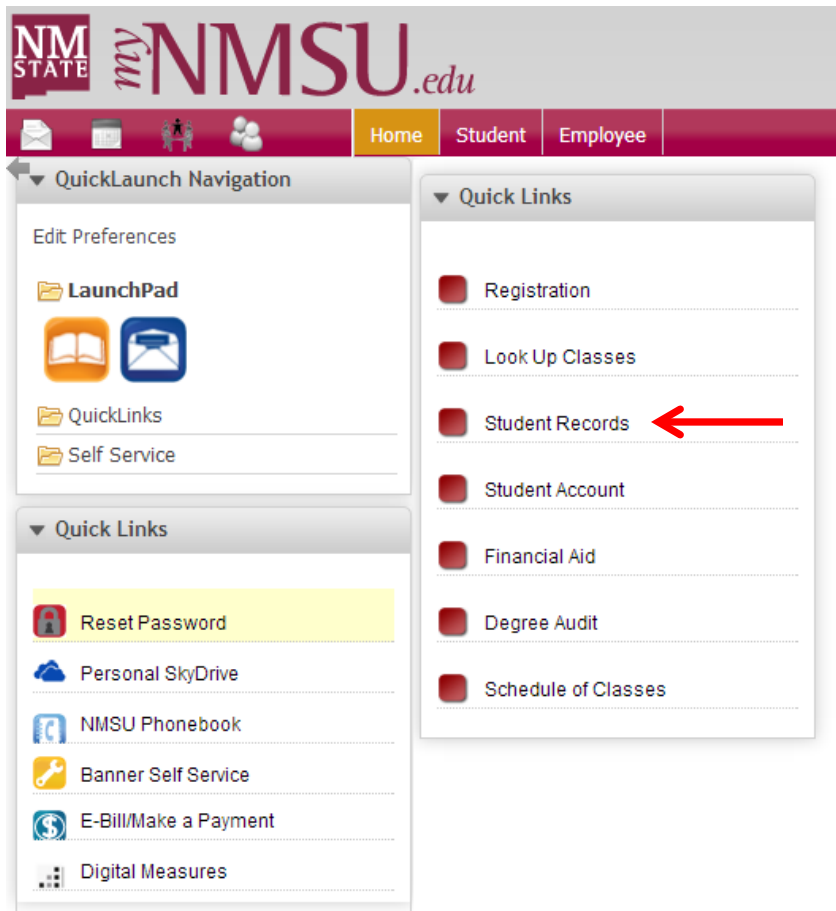 NM
STATE
myNMSU.edu
Home Student Employee
QuickLaunch Navigation
Edit Preferences
LaunchPad
QuickLinks
Self Service
Quick Links
Reset Password
Personal SkyDrive
NMSU Phonebook
Banner Self Service
E-Bill/Make a Payment
Digital Measures
Quick Links
Registration
Look Up Classes
Student Records
Student Account
Financial Aid
Degree Audit
Schedule of Classes